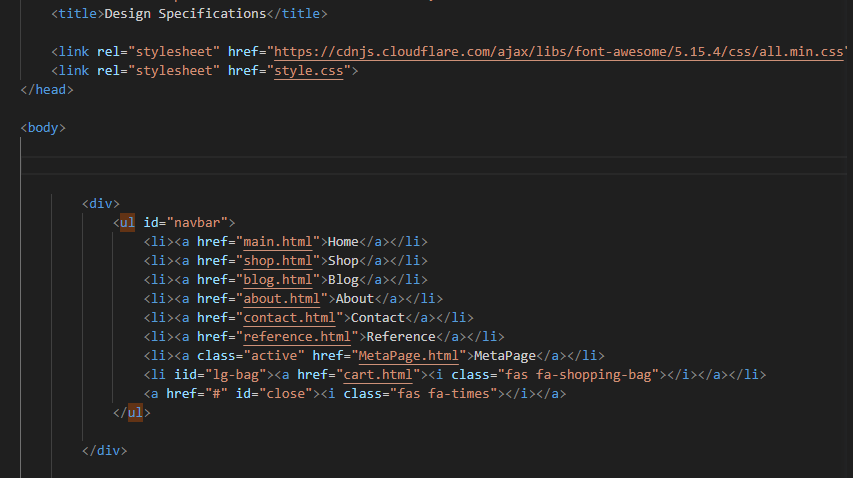 <title>Design Specifications</title>
<link rel="stylesheet" href="https://cdnjs.cloudflare.com/ajax/libs/font-awesome/5.15.4/css/all.min.css"
<link rel="stylesheet" href="style.css">
</head>
<body>
<div>
<ul id="navbar">
<li><a href="main.html">Home</a></li>
<li><a href="shop.html">Shop</a></li>
<li><a href="blog.html">Blog</a></li>
<li><a href="about.html">About</a></li>
<li><a href="contact.html">Contact</a></li>
<li><a href="reference.html">Reference</a></li>
<li><a class="active" href="MetaPage.html">MetaPage</a></li>
<li iid="lg-bag"><a href="cart.html"><i class="fas fa-shopping-bag"></i></a></li>
<a href="#" id="close"><i class="fas fa-times"></i></a>
</ul>
</div>